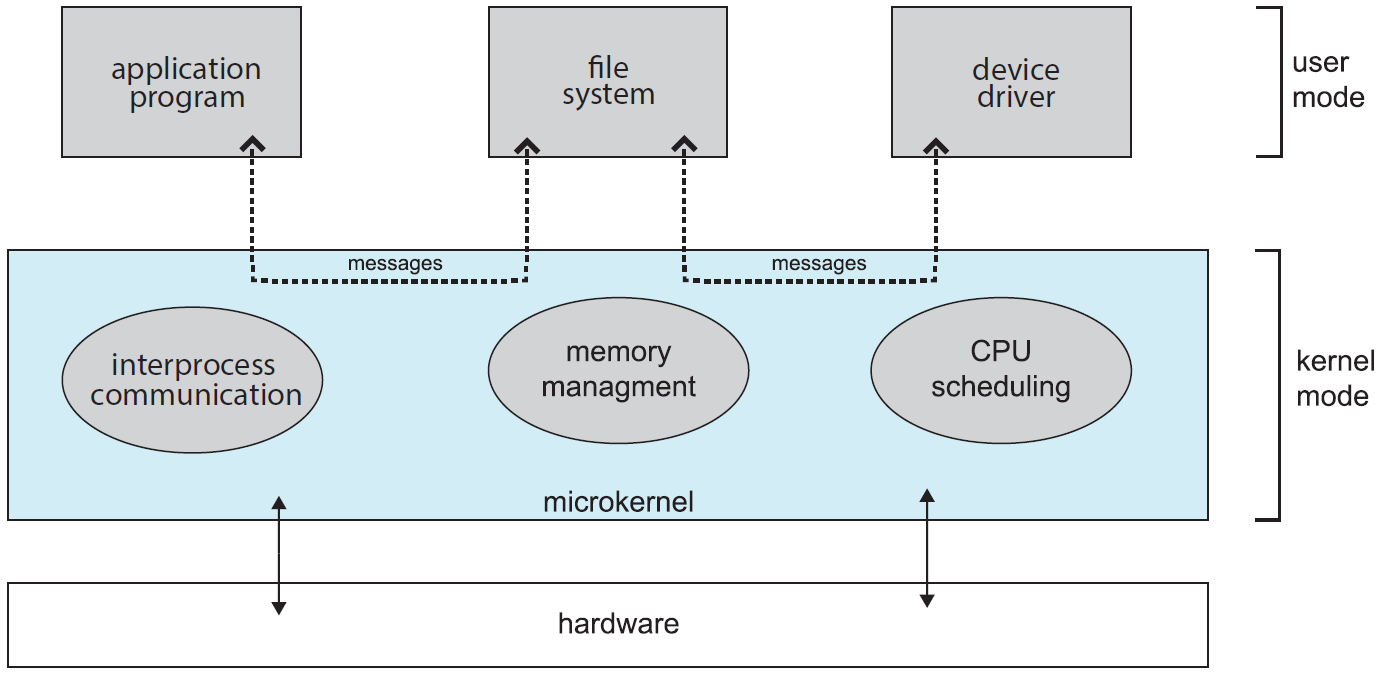 application
program
file
system
device
driver
user
mode
messages
messages
interprocess
communication
memory
managment
CPU
scheduling
kernel
mode
microkernel
hardware